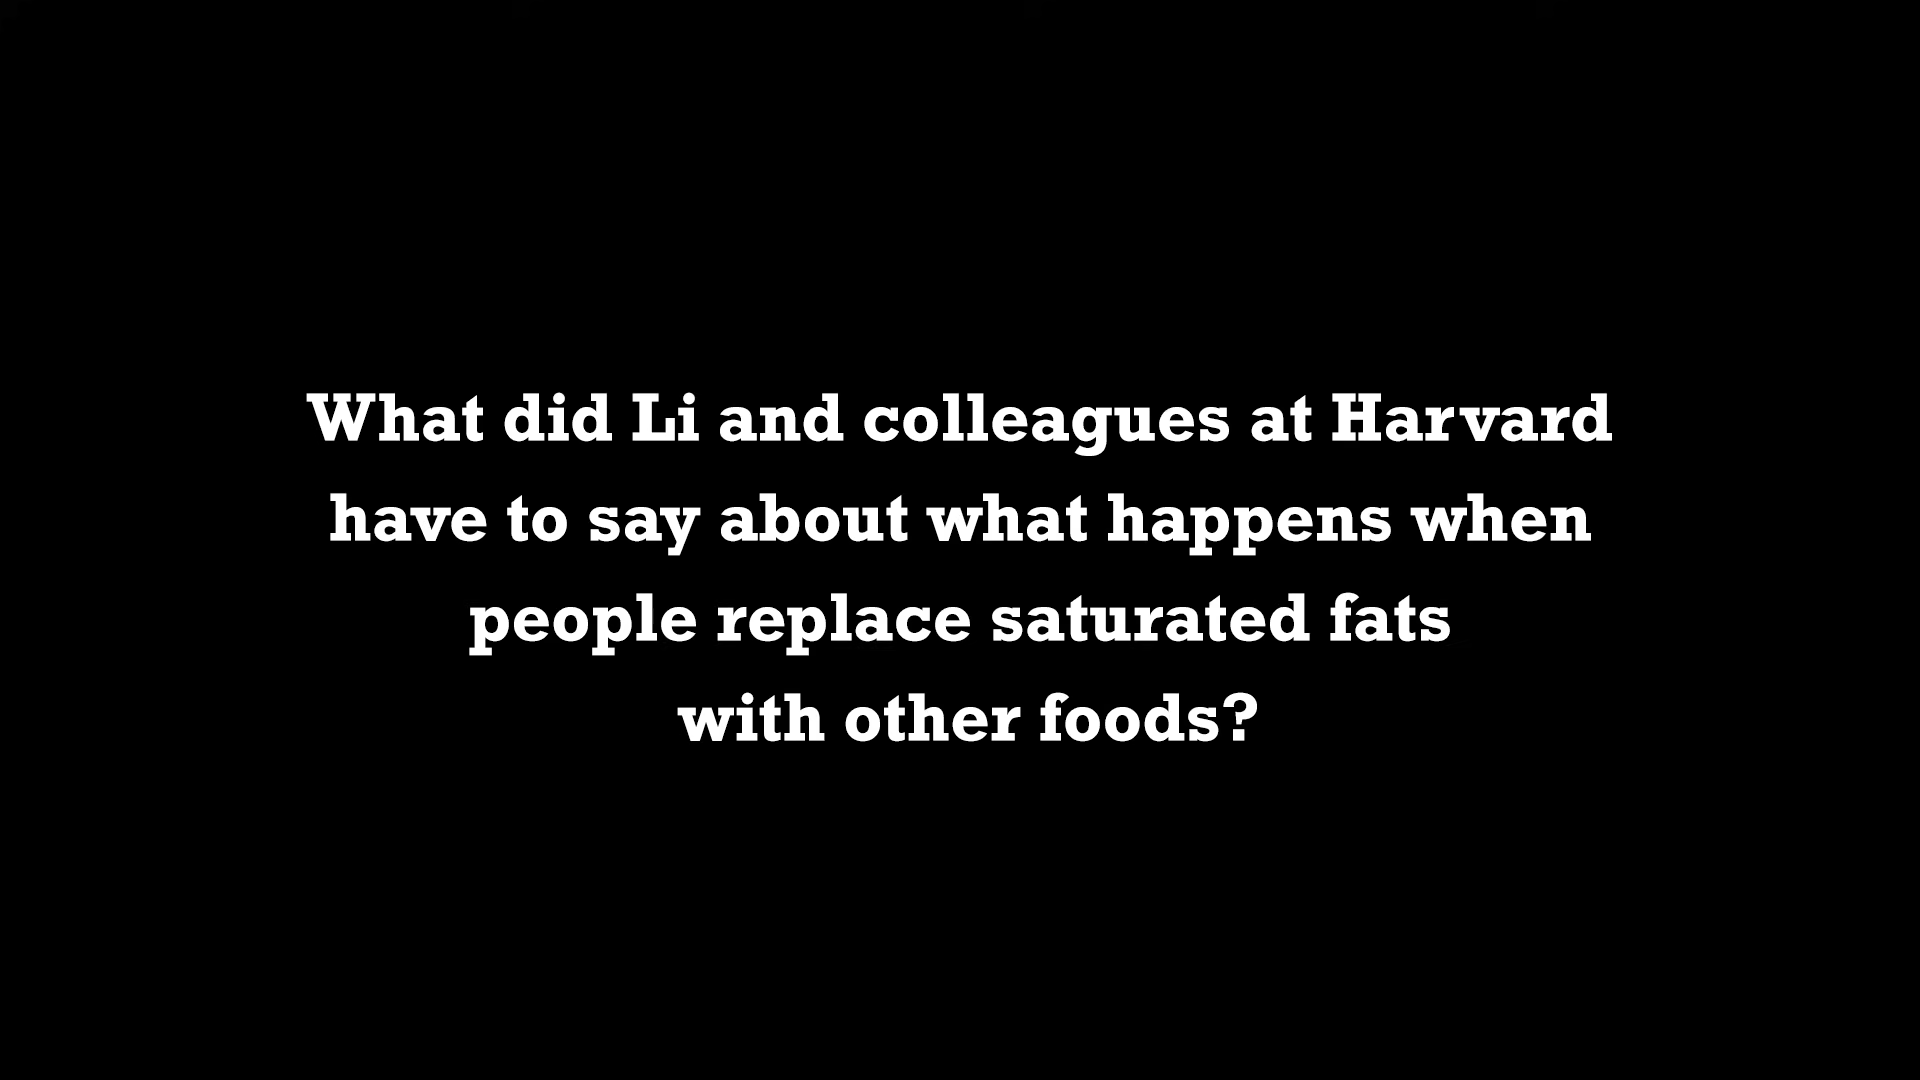 What did Li and colleagues at Harvard
have to say about what happens when
people replace saturated fats
with other foods?